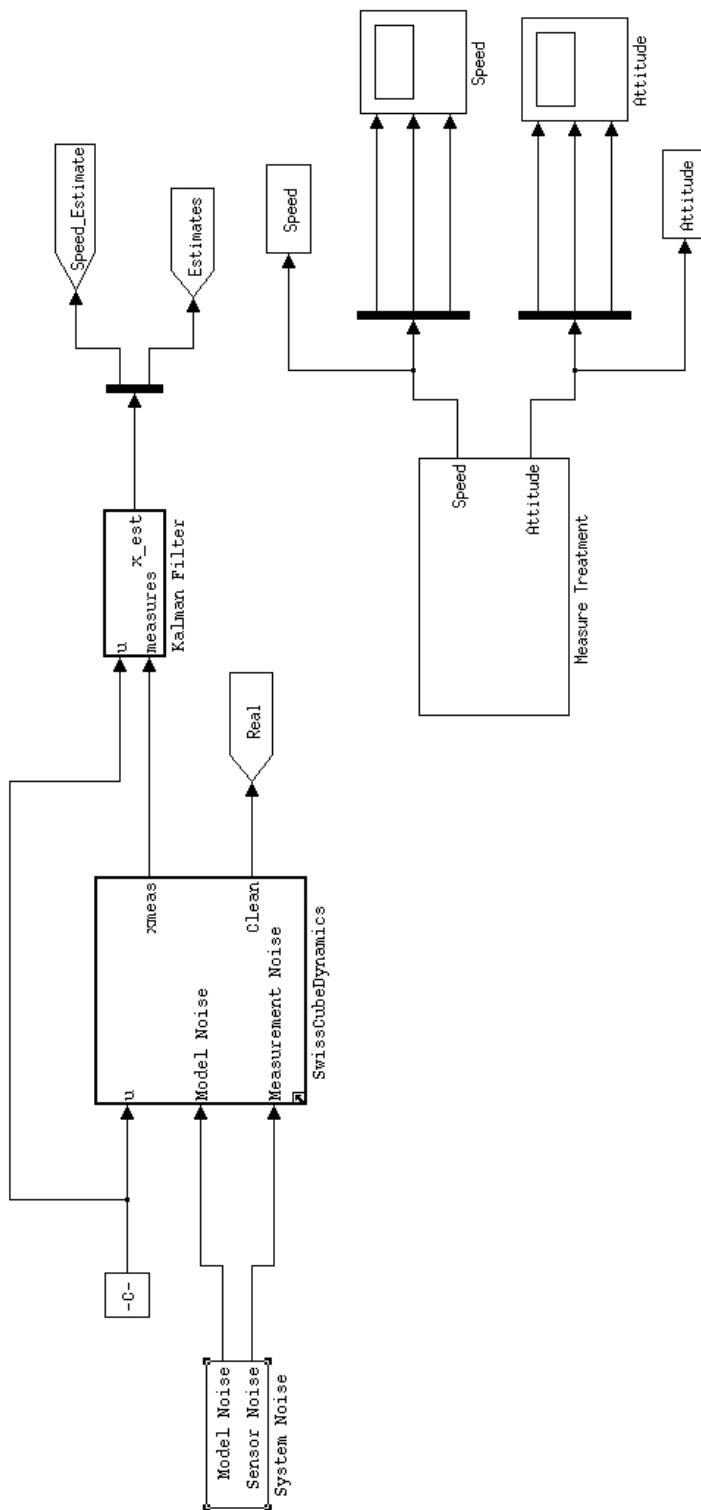 -C-
Model Noise
Sensor Noise
System Noise
u
Model Noise
Measurement Noise
xmeas
Clean
SwissCubeDynamics
Real
u
measures
x_est
Kalman Filter
Speed_Estimate
Estimates
Speed
Attitude
Measure Treatment
Speed
Speed
Attitude
Attitude